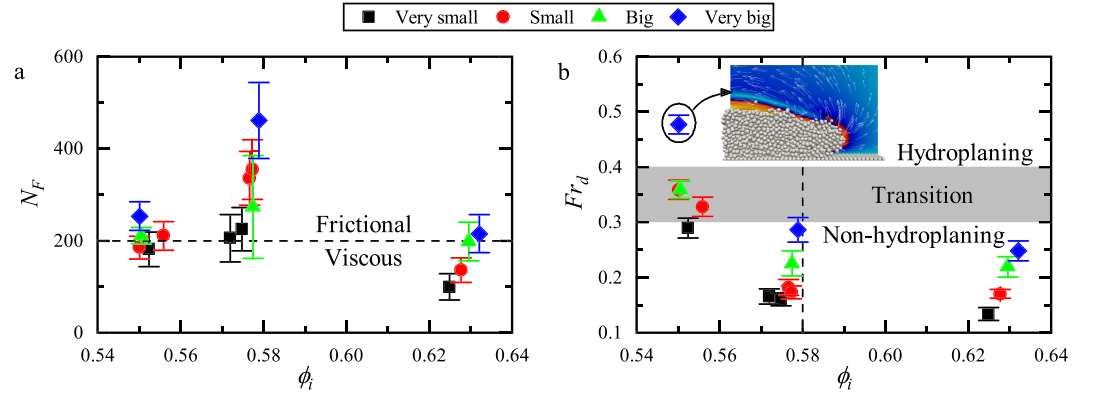 Very small Small Big Very big
a
600
400
200
0
N_F
Frictional
Viscous
0.54 0.56 0.58 0.60 0.62 0.64
ϕ_i
b
0.6
0.5
0.4
0.3
0.2
0.1
Fr_d
Hydroplaning
Transition
Non-hydroplaning
0.54 0.56 0.58 0.60 0.62 0.64
ϕ_i